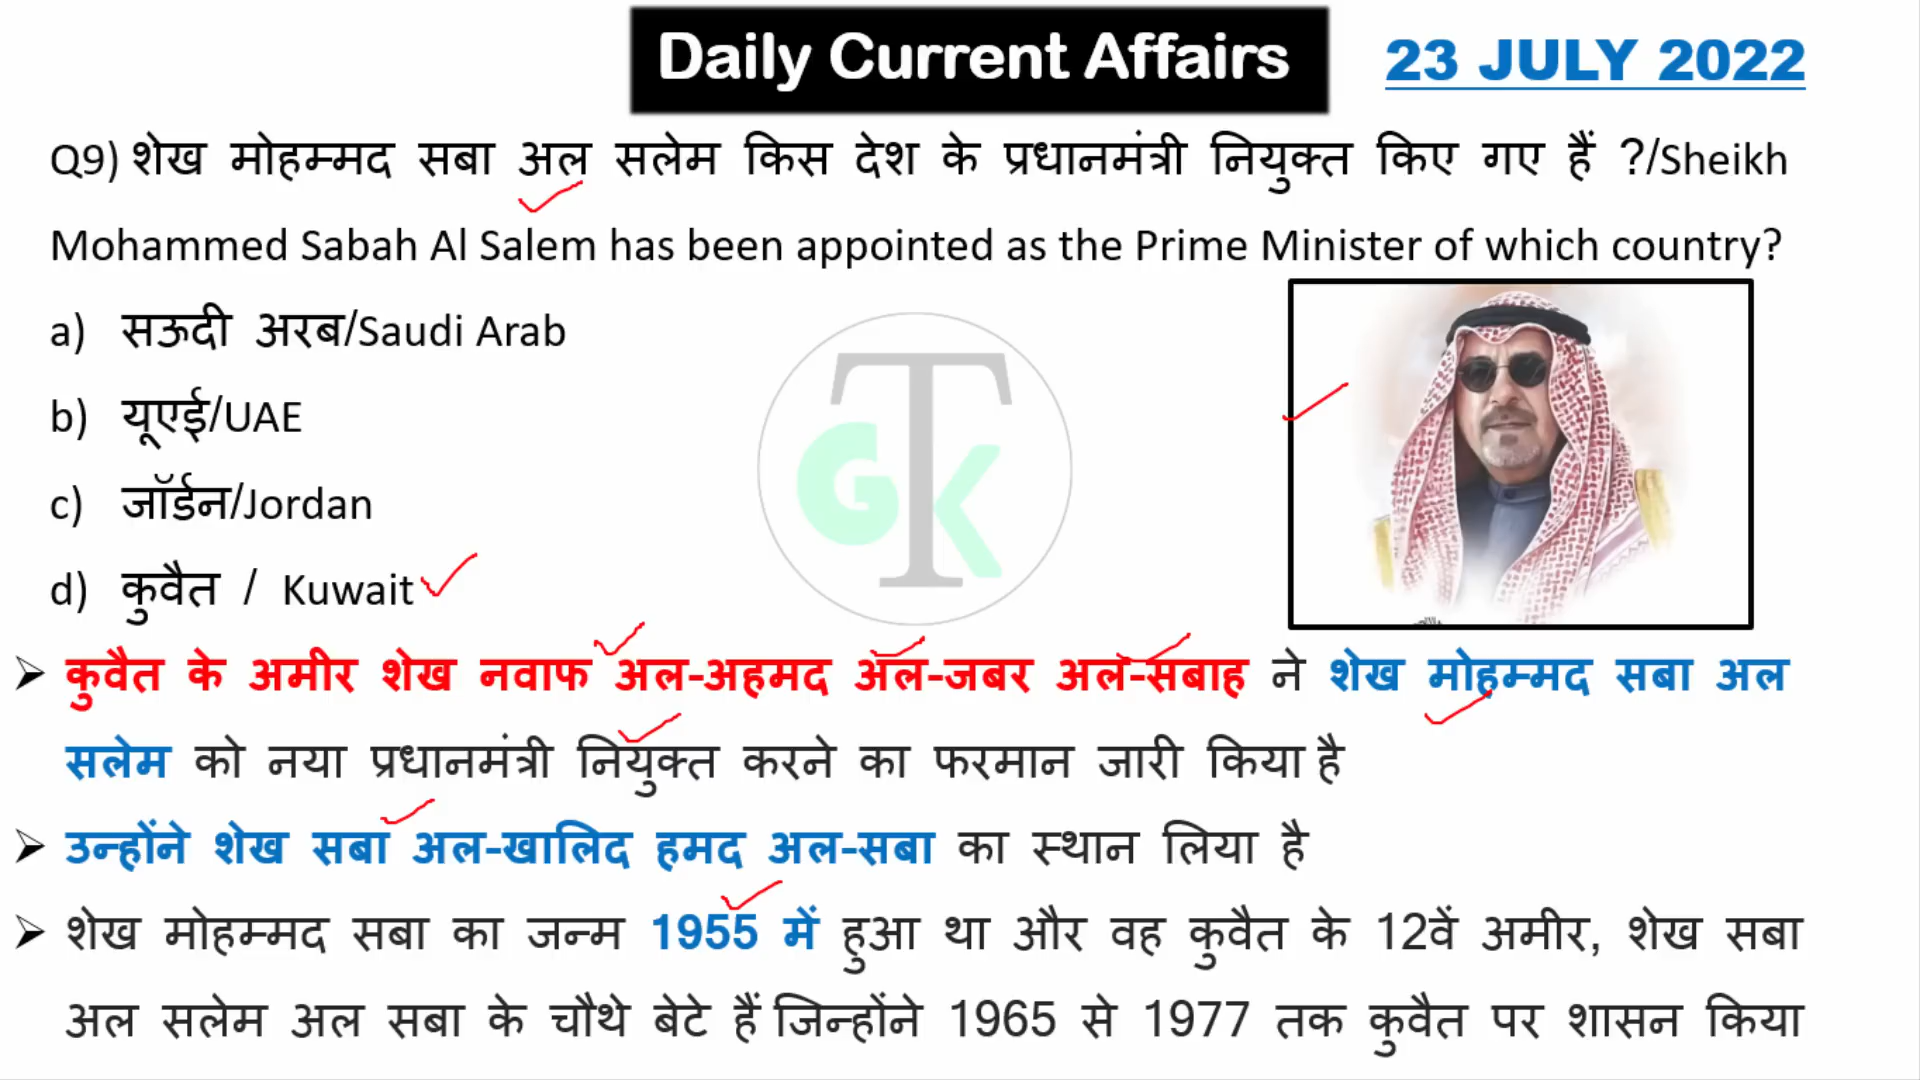 Daily Current Affairs
23 JULY 2022
Q9) शेख मोहम्मद सबा अल सलेम किस देश के प्रधानमंत्री नियुक्त किए गए हैं ?/Sheikh
Mohammed Sabah Al Salem has been appointed as the Prime Minister of which country?
a) सऊदी अरब/Saudi Arab
b) यूएई/UAE
c) जॉर्डन/Jordan
d) कुवैत / Kuwait
GTK
➢ कुवैत के अमीर शेख नवाफ अल-अहमद अल-जबर अल-सबाह ने शेख मोहम्मद सबा अल
सलेम को नया प्रधानमंत्री नियुक्त करने का फरमान जारी किया है
➢ उन्होंने शेख सबा अल-खालिद हमद अल-सबा का स्थान लिया है
➢ शेख मोहम्मद सबा का जन्म 1955 में हुआ था और वह कुवैत के 12वें अमीर, शेख सबा
अल सलेम अल सबा के चौथे बेटे हैं जिन्होंने 1965 से 1977 तक कुवैत पर शासन किया